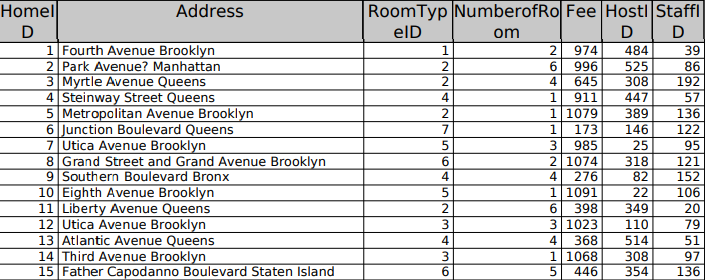 HomeI
D Address RoomTyp
eID NumberofRo
om Fee HostI
D StaffI
D
1 Fourth Avenue Brooklyn 1 2 974 484 39
2 Park Avenue? Manhattan 2 6 996 525 86
3 Myrtle Avenue Queens 2 4 645 308 192
4 Steinway Street Queens 4 1 911 447 57
5 Metropolitan Avenue Brooklyn 2 1 1079 389 136
6 Junction Boulevard Queens 7 1 173 146 122
7 Utica Avenue Brooklyn 5 3 985 25 95
8 Grand Street and Grand Avenue Brooklyn 6 2 1074 318 121
9 Southern Boulevard Bronx 4 4 276 82 152
10 Eighth Avenue Brooklyn 5 1 1091 22 106
11 Liberty Avenue Queens 2 6 398 349 20
12 Utica Avenue Brooklyn 3 3 1023 110 79
13 Atlantic Avenue Queens 4 4 368 514 51
14 Third Avenue Brooklyn 3 1 1068 308 97
15 Father Capodanno Boulevard Staten Island 6 5 446 354 136